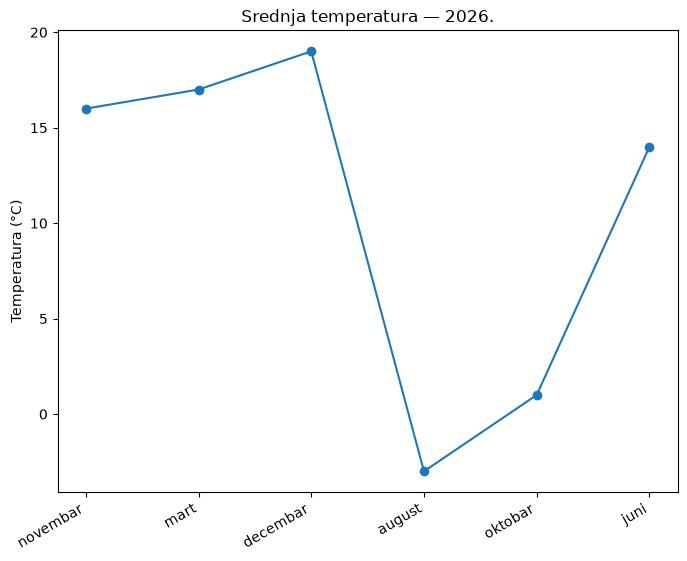 Srednja temperatura — 2026.
Temperatura (°C)
20
15
10
5
0
novembar
mart
decembar
august
oktobar
juni